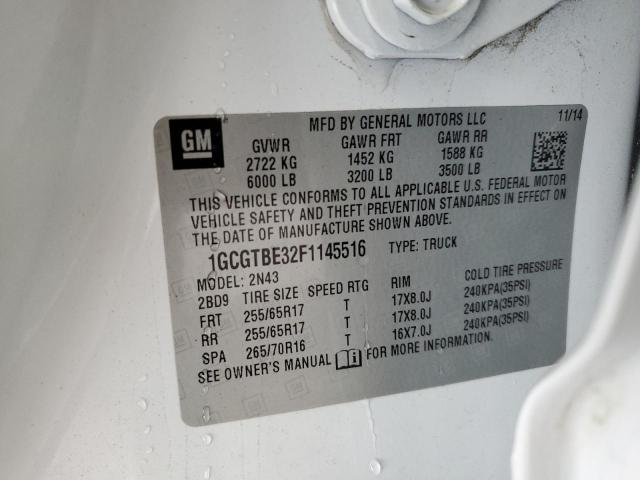 MFD BY GENERAL MOTORS LLC 11/14
GM
GVWR GAWR FRT GAWR RR
2722 KG 1452 KG 1588 KG
6000 LB 3200 LB 3500 LB
THIS VEHICLE CONFORMS TO ALL APPLICABLE U.S. FEDERAL MOTOR
VEHICLE SAFETY AND THEFT PREVENTION STANDARDS IN EFFECT ON
THE DATE OF MANUFACTURE SHOWN ABOVE.
1GCGTBE32F1145516 TYPE: TRUCK
MODEL: 2N43
2BD9 TIRE SIZE SPEED RTG RIM COLD TIRE PRESSURE
FRT 255/65R17 T 17X8.0J 240KPA(35PSI)
RR 255/65R17 T 17X8.0J 240KPA(35PSI)
SPA 265/70R16 T 16X7.0J 240KPA(35PSI)
SEE OWNER'S MANUAL FOR MORE INFORMATION.